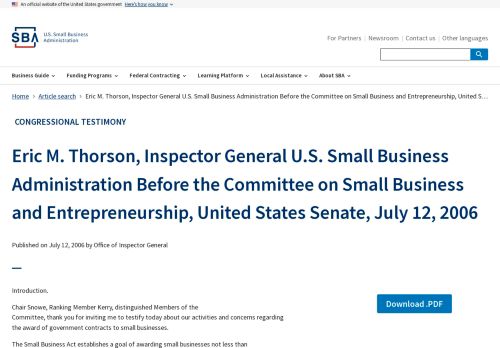 An official website of the United States government Here's how you know
SBA U.S. Small Business
Administration
For Partners Newsroom Contact us Other languages
Business Guide Funding Programs Federal Contracting Learning Platform Local Assistance About SBA
Home Article search Eric M. Thorson, Inspector General U.S. Small Business Administration Before the Committee on Small Business and Entrepreneurship, United S...
CONGRESSIONAL TESTIMONY
Eric M. Thorson, Inspector General U.S. Small Business
Administration Before the Committee on Small Business
and Entrepreneurship, United States Senate, July 12, 2006
Published on July 12, 2006 by Office of Inspector General
Introduction.
Download .PDF
Chair Snowe, Ranking Member Kerry, distinguished Members of the
Committee, thank you for inviting me to testify today about our activities and concerns regarding
the award of government contracts to small businesses.
The Small Business Act establishes a goal of awarding small businesses not less than